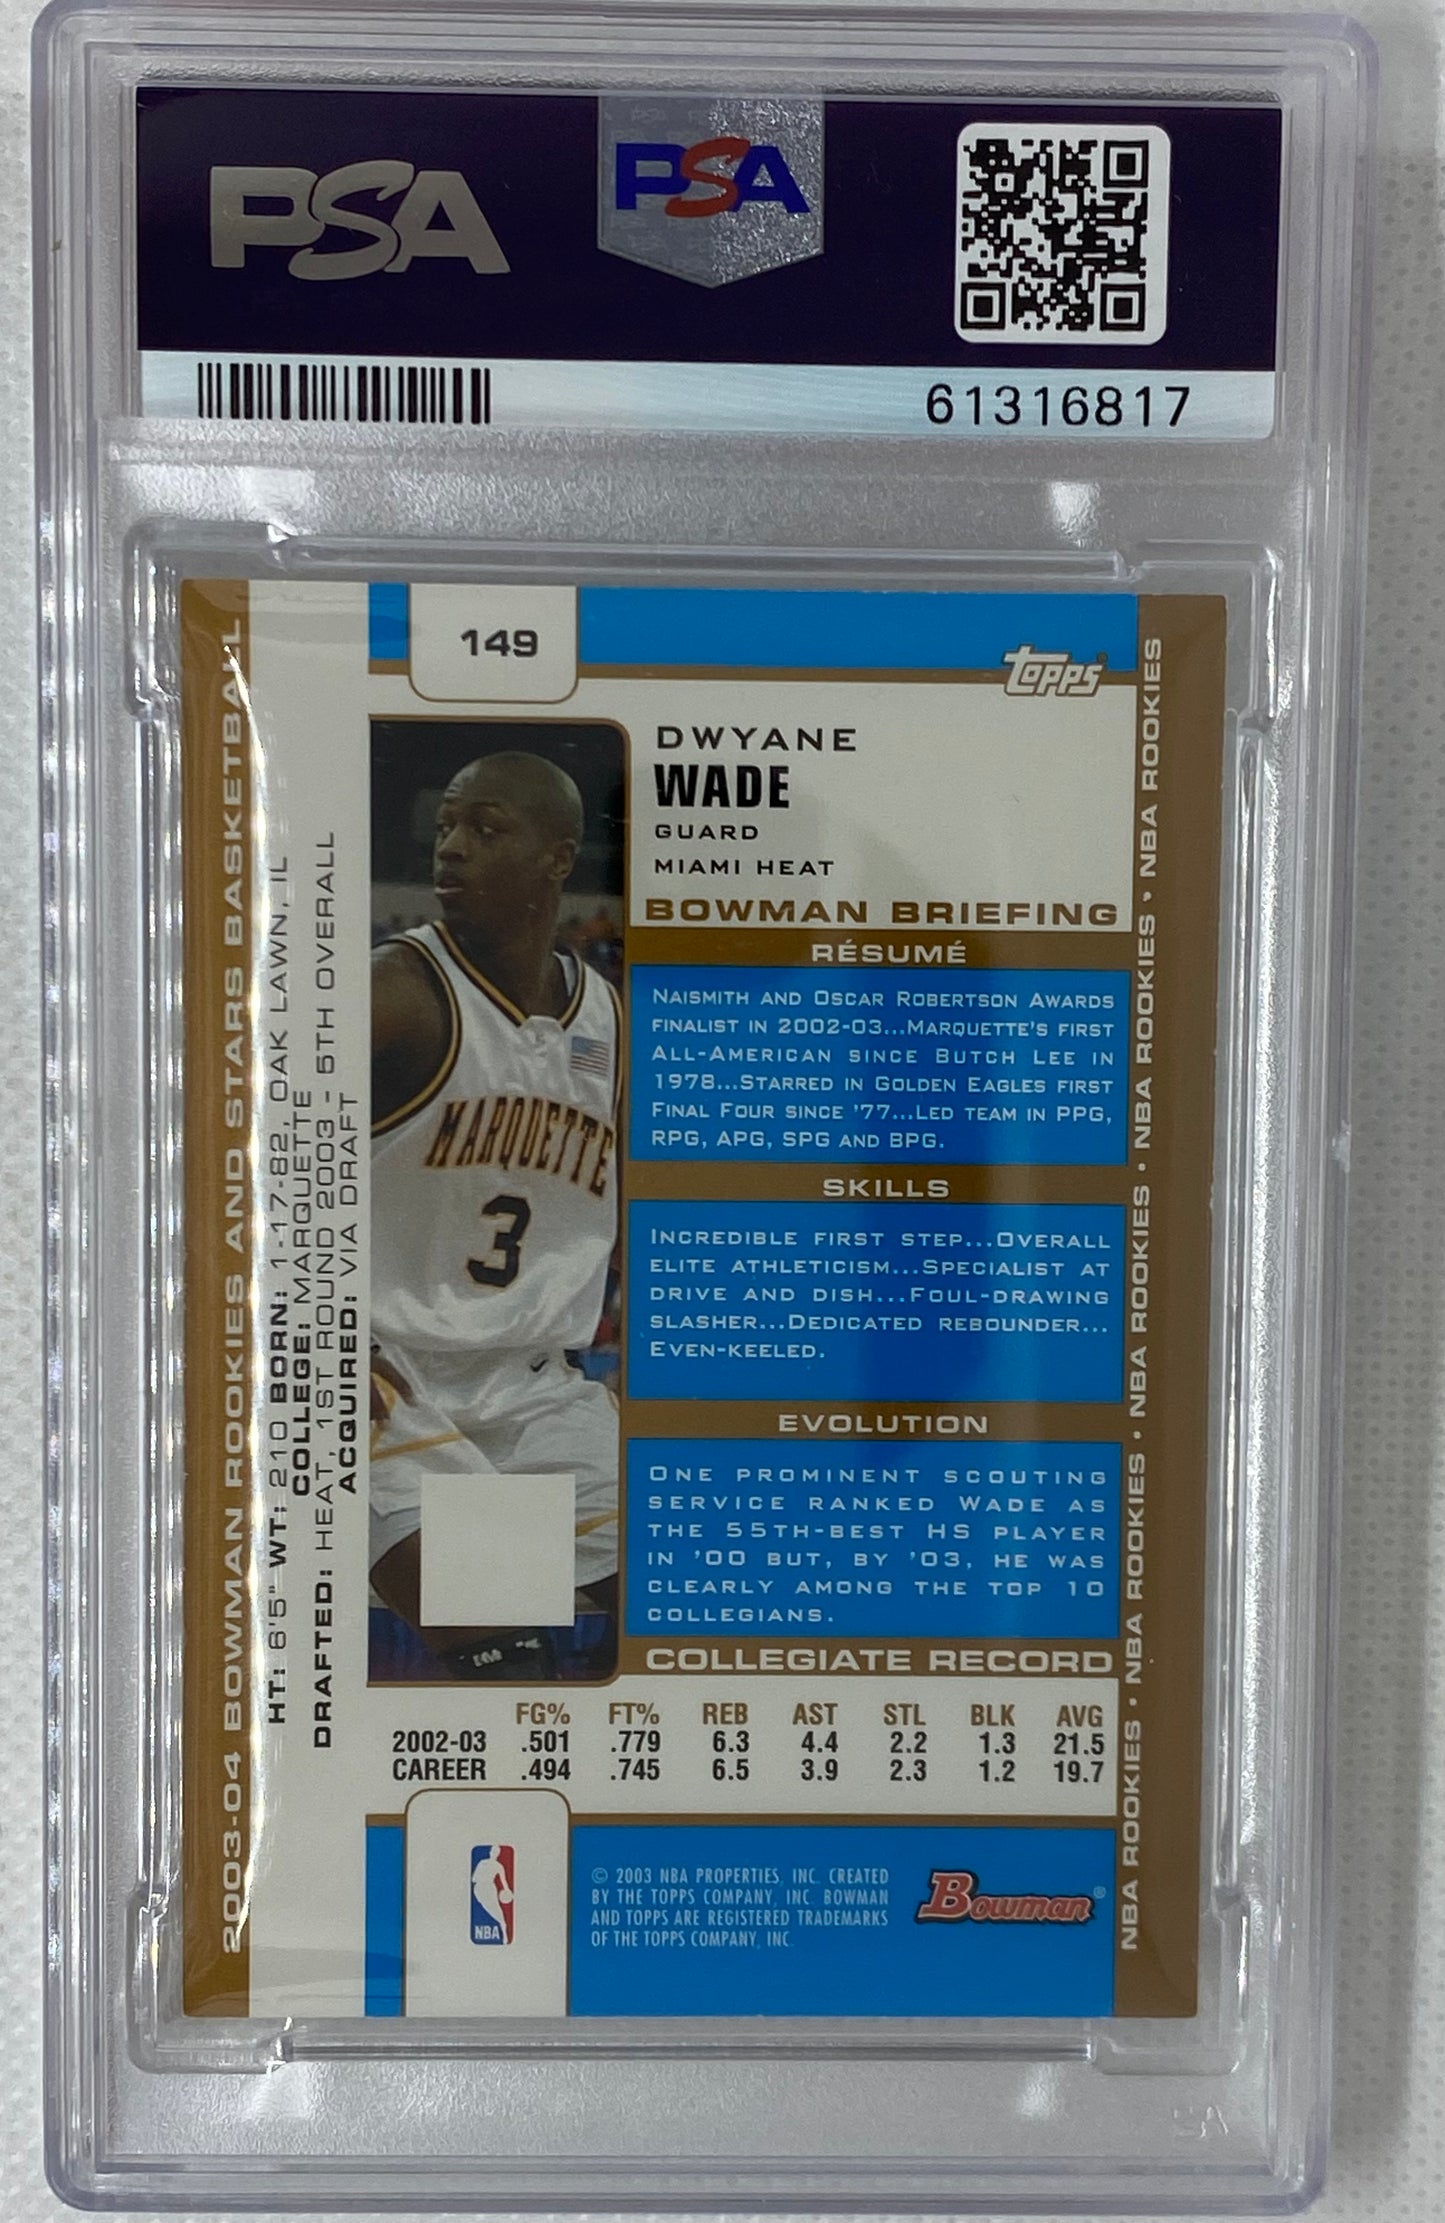 PSA
PSA
61316817
149
TOPPS
DWYANE
WADE
GUARD
MIAMI HEAT
BOWMAN BRIEFING
RÉSUMÉ
NAISMITH AND OSCAR ROBERTSON AWARDS
FINALIST IN 2002-03...MARQUETTE'S FIRST
ALL-AMERICAN SINCE BUTCH LEE IN
1978...STARRED IN GOLDEN EAGLES FIRST
FINAL FOUR SINCE '77...LED TEAM IN PPG,
RPG, APG, SPG AND BPG.
SKILLS
INCREDIBLE FIRST STEP...OVERALL
ELITE ATHLETICISM...SPECIALIST AT
DRIVE AND DISH...FOUL-DRAWING
SLASHER...DEDICATED REBOUNDER...
EVEN-KEELED.
EVOLUTION
ONE PROMINENT SCOUTING
SERVICE RANKED WADE AS
THE 55TH-BEST HS PLAYER
IN '00 BUT, BY '03, HE WAS
CLEARLY AMONG THE TOP 10
COLLEGIANS.
COLLEGIATE RECORD
FG% FT% REB AST STL BLK AVG
2002-03 .501 .779 6.3 4.4 2.2 1.3 21.5
CAREER .494 .745 6.5 3.9 2.3 1.2 19.7
© 2003 NBA PROPERTIES, INC. CREATED
BY THE TOPPS COMPANY, INC. BOWMAN
AND TOPPS ARE REGISTERED TRADEMARKS
OF THE TOPPS COMPANY, INC.
Bowman®
NBA
MARQUETTE
3
2003-04 BOWMAN ROOKIES AND STARS BASKETBALL
HT: 6'5" WT: 210 BORN: 1-17-82, OAK LAWN, IL
COLLEGE: MARQUETTE
DRAFTED: HEAT, 1ST ROUND 2003 - 5TH OVERALL
ACQUIRED: VIA DRAFT
NBA ROOKIES • NBA ROOKIES • NBA ROOKIES • NBA ROOKIES • NBA ROOKIES • NBA ROOKIES